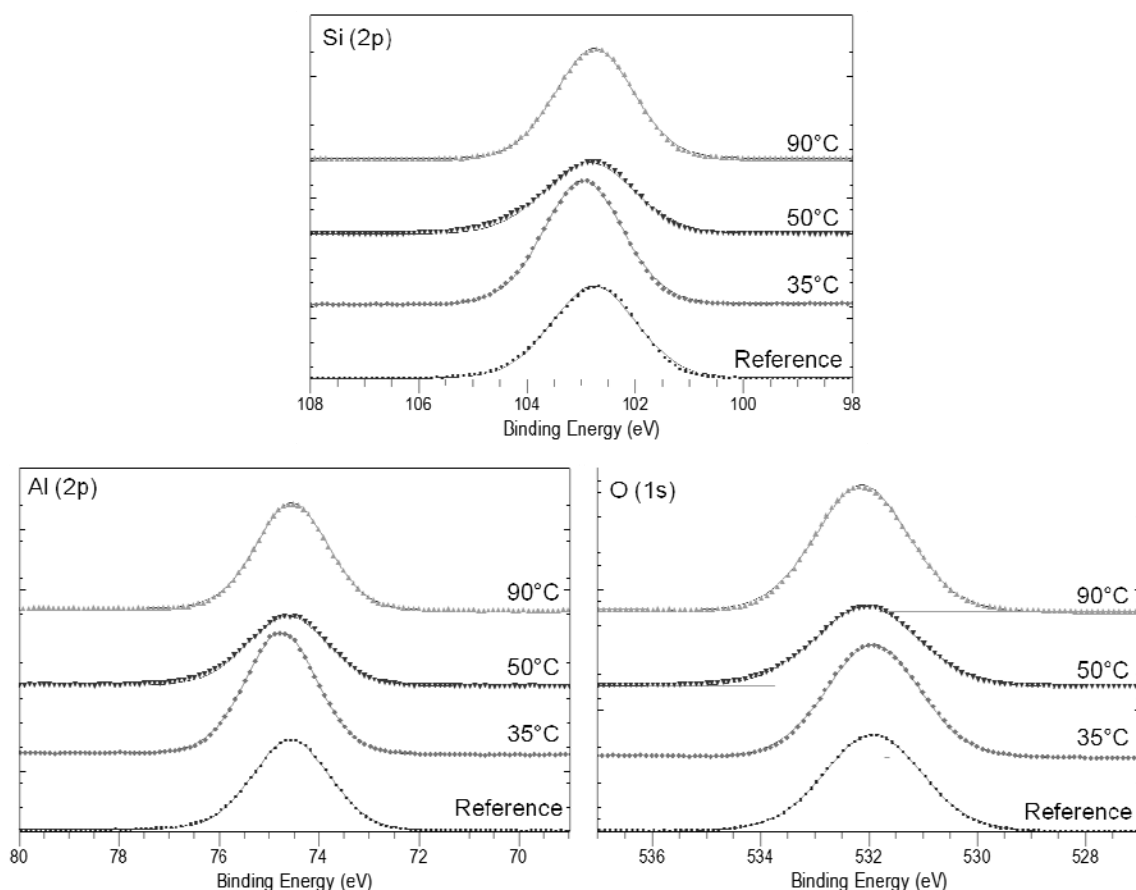 Si (2p)
90°C
50°C
35°C
Reference
108 106 104 102 100 98
Binding Energy (eV)
Al (2p)
90°C
50°C
35°C
Reference
80 78 76 74 72 70
Binding Energy (eV)
O (1s)
90°C
50°C
35°C
Reference
536 534 532 530 528
Binding Energy (eV)